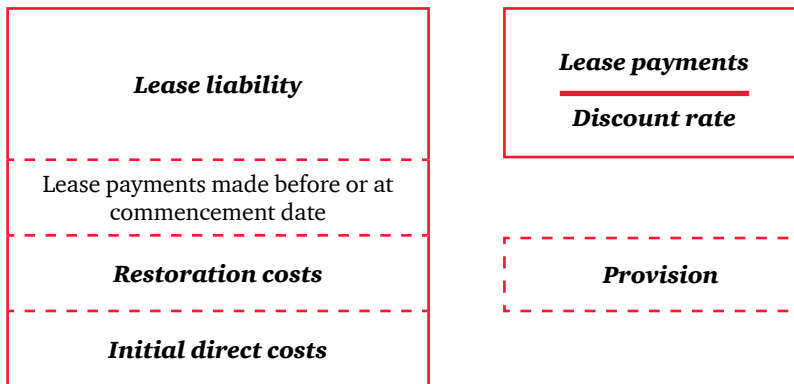 Lease liability
Lease payments made before or at
commencement date
Restoration costs
Initial direct costs
Lease payments
Discount rate
Provision